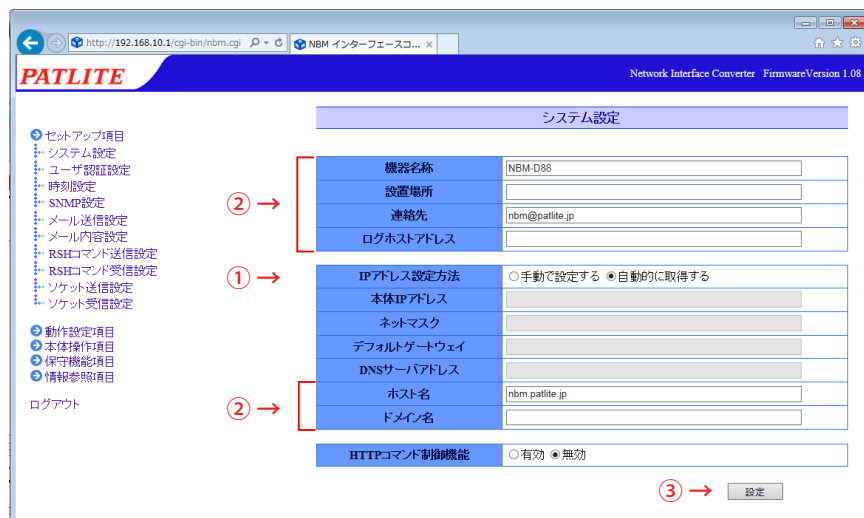 http://192.168.10.1/cgi-bin/nbm.cgi
NBM インターフェースコ... ×
PATLITE
Network Interface Converter FirmwareVersion 1.08
セットアップ項目
システム設定
ユーザ認証設定
時刻設定
SNMP設定
メール送信設定
メール内容設定
RSHコマンド送信設定
RSHコマンド受信設定
ソケット送信設定
ソケット受信設定
動作設定項目
本体操作項目
保守機能項目
情報参照項目
ログアウト
システム設定
② →
機器名称 NBM-D88
設置場所
連絡先 nbm@patlite.jp
ログホストアドレス
① →
IPアドレス設定方法 ○手動で設定する ◉自動的に取得する
本体IPアドレス
ネットマスク
デフォルトゲートウェイ
DNSサーバアドレス
② →
ホスト名 nbm.patlite.jp
ドメイン名
HTTPコマンド制御機能 ○有効 ◉無効
③ → 設定